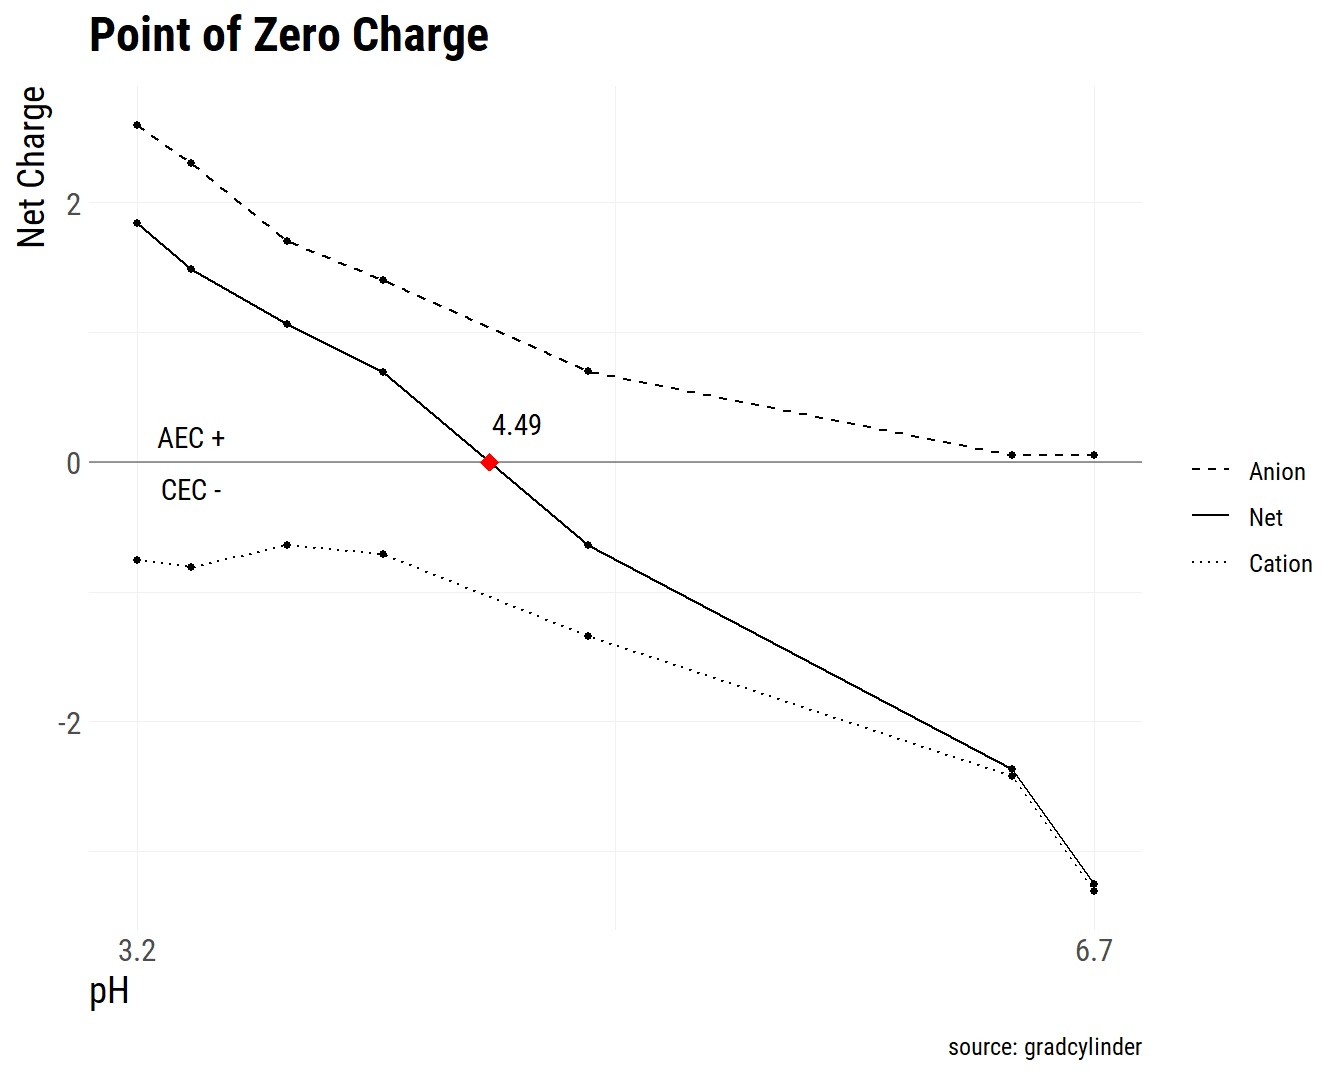 Point of Zero Charge
Net Charge
2
0
-2
AEC +
CEC -
4.49
Anion
Net
Cation
3.2
6.7
pH
source: gradcylinder